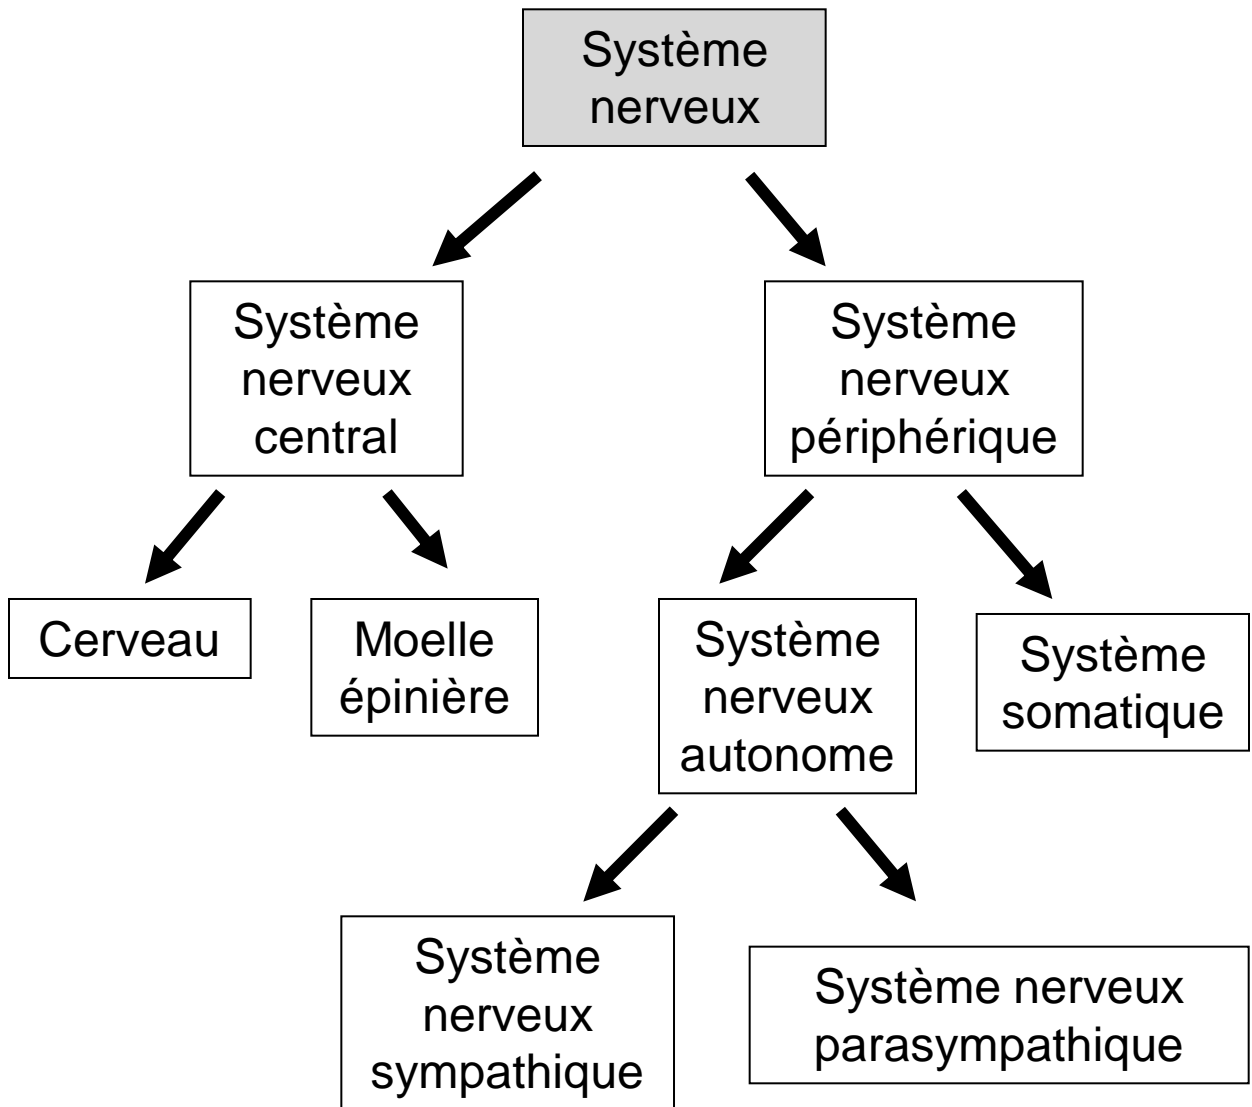 Système
nerveux
Système
nerveux
central
Système
nerveux
périphérique
Cerveau
Moelle
épinière
Système
nerveux
autonome
Système
somatique
Système
nerveux
sympathique
Système nerveux
parasympathique